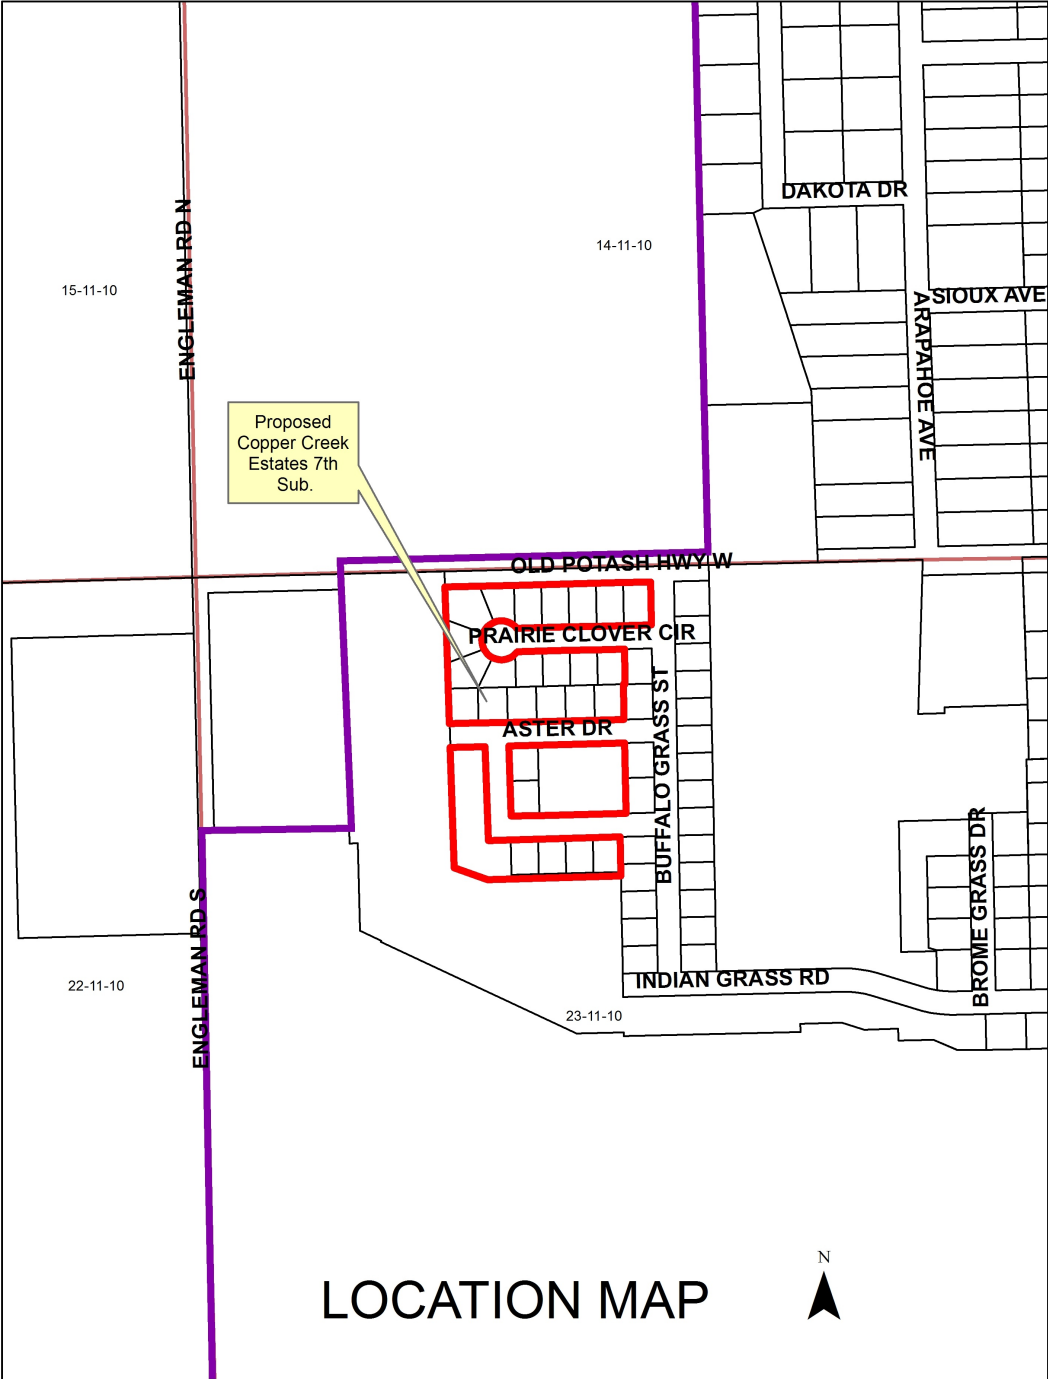 DAKOTA DR
ENGLEMAN RD N
14-11-10
15-11-10
SIOUX AVE
ARAPAHOE AVE
Proposed
Copper Creek
Estates 7th
Sub.
OLD POTASH HWY W
PRAIRIE CLOVER CIR
ASTER DR
BUFFALO GRASS ST
BROME GRASS DR
ENGLEMAN RD S
INDIAN GRASS RD
22-11-10
23-11-10
N
LOCATION MAP